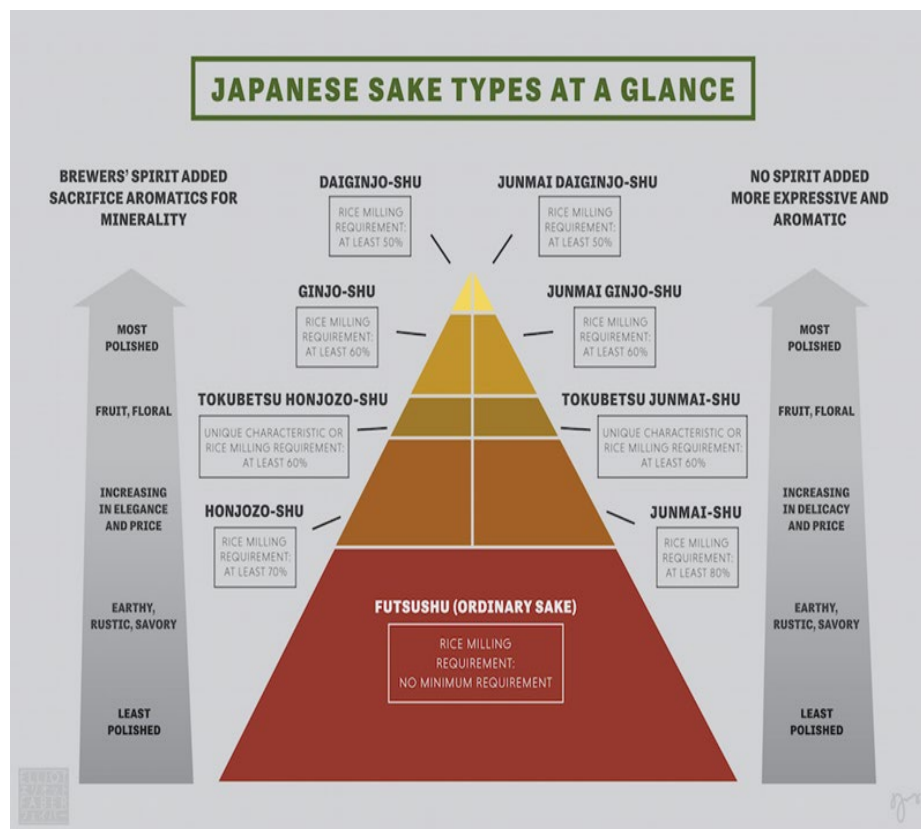 JAPANESE SAKE TYPES AT A GLANCE
BREWERS' SPIRIT ADDED
SACRIFICE AROMATICS FOR
MINERALITY
DAIGINJO-SHU
RICE MILLING
REQUIREMENT:
AT LEAST 50%
JUNMAI DAIGINJO-SHU
RICE MILLING
REQUIREMENT:
AT LEAST 50%
NO SPIRIT ADDED
MORE EXPRESSIVE AND
AROMATIC
GINJO-SHU
RICE MILLING
REQUIREMENT:
AT LEAST 60%
JUNMAI GINJO-SHU
RICE MILLING
REQUIREMENT:
AT LEAST 60%
TOKUBETSU HONJOZO-SHU
UNIQUE CHARACTERISTIC OR
RICE MILLING REQUIREMENT:
AT LEAST 60%
TOKUBETSU JUNMAI-SHU
UNIQUE CHARACTERISTIC OR
RICE MILLING REQUIREMENT:
AT LEAST 60%
HONJOZO-SHU
RICE MILLING
REQUIREMENT:
AT LEAST 70%
JUNMAI-SHU
RICE MILLING
REQUIREMENT:
AT LEAST 80%
FUTSUSHU (ORDINARY SAKE)
RICE MILLING
REQUIREMENT:
NO MINIMUM REQUIREMENT
MOST
POLISHED
FRUIT, FLORAL
INCREASING
IN ELEGANCE
AND PRICE
EARTHY,
RUSTIC, SAVORY
LEAST
POLISHED
MOST
POLISHED
FRUIT, FLORAL
INCREASING
IN DELICACY
AND PRICE
EARTHY,
RUSTIC, SAVORY
LEAST
POLISHED
ELLIOT
FABER